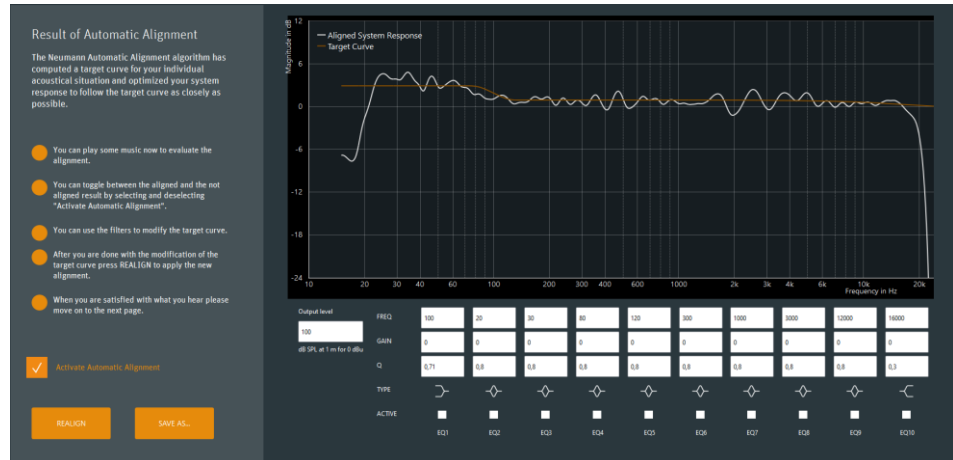 Result of Automatic Alignment
The Neumann Automatic Alignment algorithm has
computed a target curve for your individual
acoustical situation and optimized your system
response to follow the target curve as closely as
possible.
You can play some music now to evaluate the
alignment.
You can toggle between the aligned and the not
aligned result by selecting and deselecting
"Activate Automatic Alignment".
You can use the filters to modify the target curve.
After you are done with the modification of the
target curve press REALIGN to apply the new
alignment.
When you are satisfied with what you hear please
move on to the next page.
Activate Automatic Alignment
REALIGN SAVE AS...
Magnitude in dB
12
6
0
-6
-12
-18
-24
Aligned System Response
Target Curve
10 20 30 40 60 100 200 300 400 600 1000 2k 3k 4k 6k 10k 20k
Frequency in Hz
Output level
100
dB SPL at 1 m for 0 dBu
FREQ 100 20 30 80 120 300 1000 3000 12000 16000
GAIN 0 0 0 0 0 0 0 0 0 0
Q 0,71 0,8 0,8 0,8 0,8 0,8 0,8 0,8 0,8 0,3
TYPE
ACTIVE
EQ1 EQ2 EQ3 EQ4 EQ5 EQ6 EQ7 EQ8 EQ9 EQ10